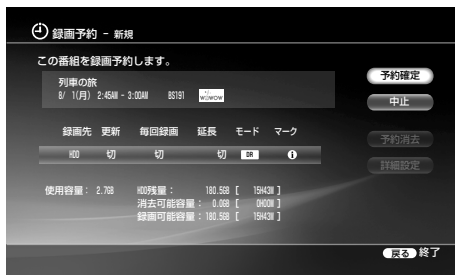 録画予約 - 新規
この番組を録画予約します。
列車の旅
8/ 1(月) 2:45AM - 3:00AM BS191 WOWOW
予約確定
中止
予約消去
詳細設定
録画先 更新 毎回録画 延長 モード マーク
HDD 切 切 切 DR
使用容量: 2.7GB HDD残量: 180.5GB [ 15H43M ]
消去可能容量: 0.0GB [ 0H00M ]
録画可能容量: 180.5GB [ 15H43M ]
戻る 終了